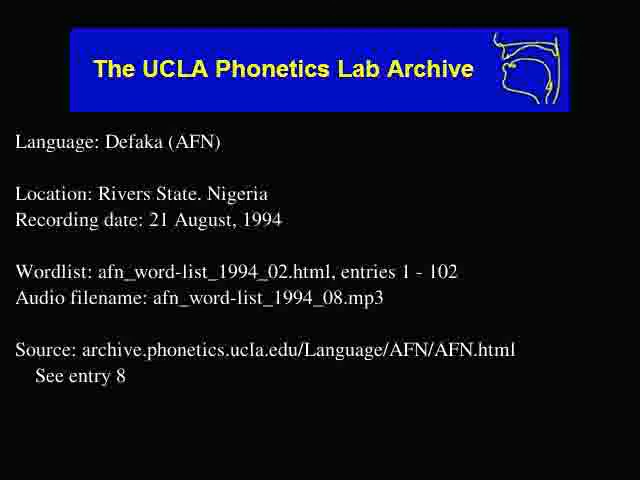 The UCLA Phonetics Lab Archive
Language: Defaka (AFN)
Location: Rivers State. Nigeria
Recording date: 21 August, 1994
Wordlist: afn_word-list_1994_02.html, entries 1 - 102
Audio filename: afn_word-list_1994_08.mp3
Source: archive.phonetics.ucla.edu/Language/AFN/AFN.html
See entry 8